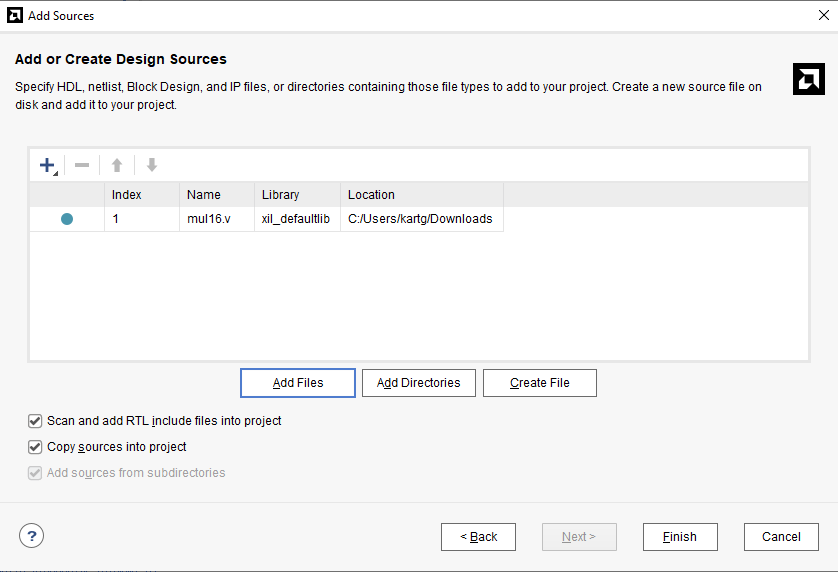 Add Sources
Add or Create Design Sources
Specify HDL, netlist, Block Design, and IP files, or directories containing those file types to add to your project. Create a new source file on
disk and add it to your project.
Index Name Library Location
1 mul16.v xil_defaultlib C:/Users/kartg/Downloads
Add Files Add Directories Create File
Scan and add RTL include files into project
Copy sources into project
Add sources from subdirectories
? < Back Next > Finish Cancel